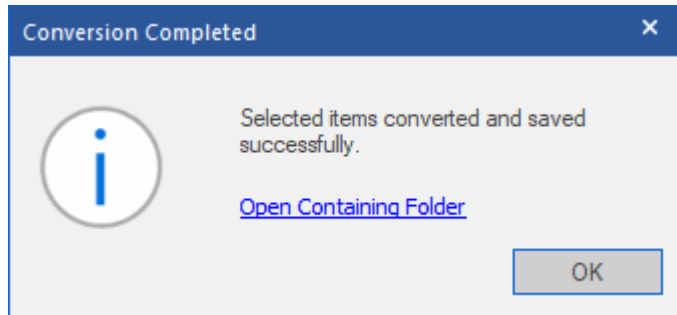 Conversion Completed
Selected items converted and saved
successfully.
Open Containing Folder
OK